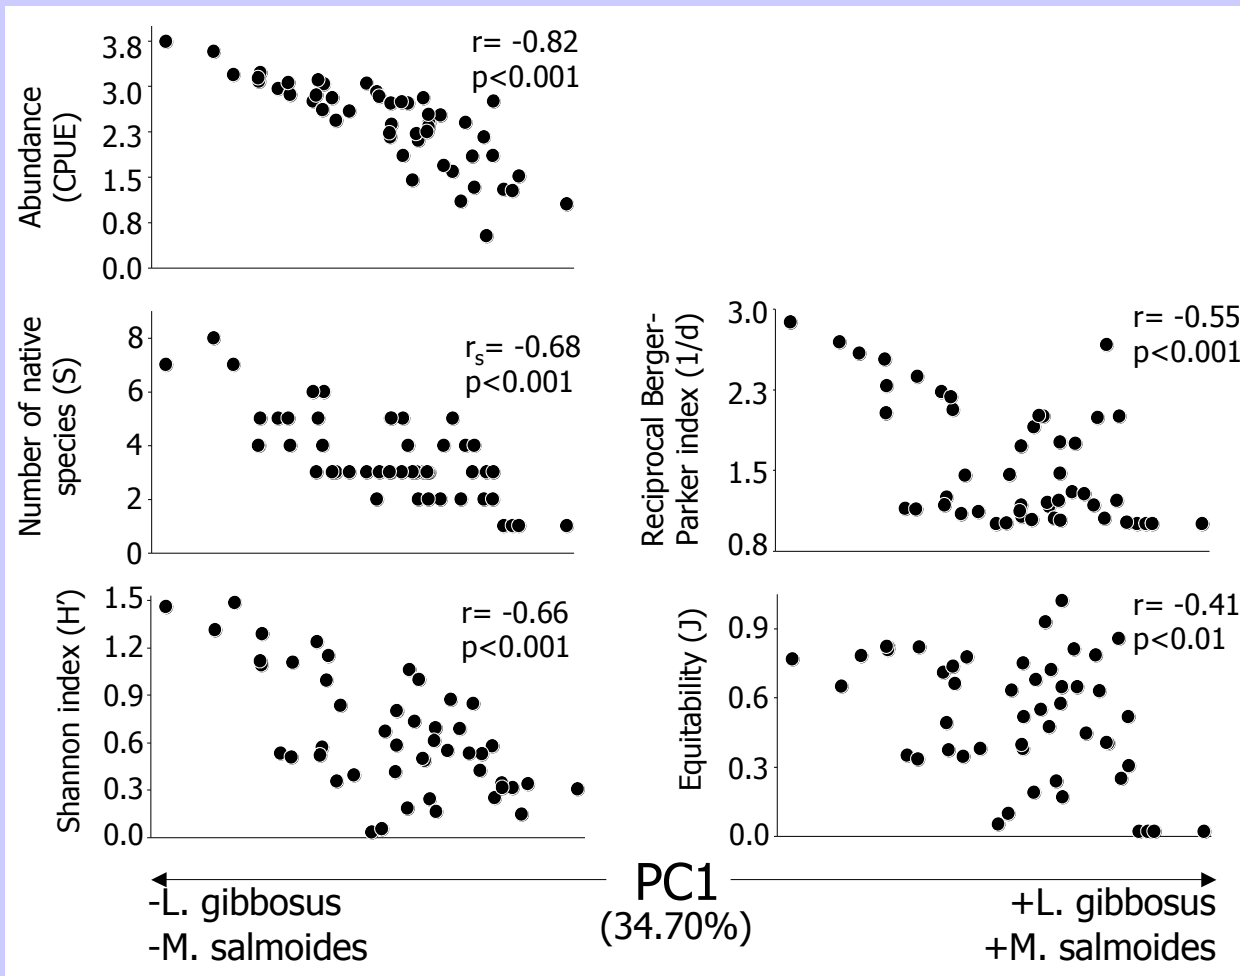 Abundance
(CPUE)
3.8
3.0
2.3
1.5
0.8
0.0
r= -0.82
p<0.001
Number of native
species (S)
8
6
4
2
0
rs= -0.68
p<0.001
Reciprocal Berger-
Parker index (1/d)
3.0
2.3
1.5
0.8
r= -0.55
p<0.001
Shannon index (H′)
1.5
1.2
0.9
0.6
0.3
0.0
r= -0.66
p<0.001
Equitability (J)
0.9
0.6
0.3
0.0
r= -0.41
p<0.01
PC1
(34.70%)
-L. gibbosus
-M. salmoides
+L. gibbosus
+M. salmoides